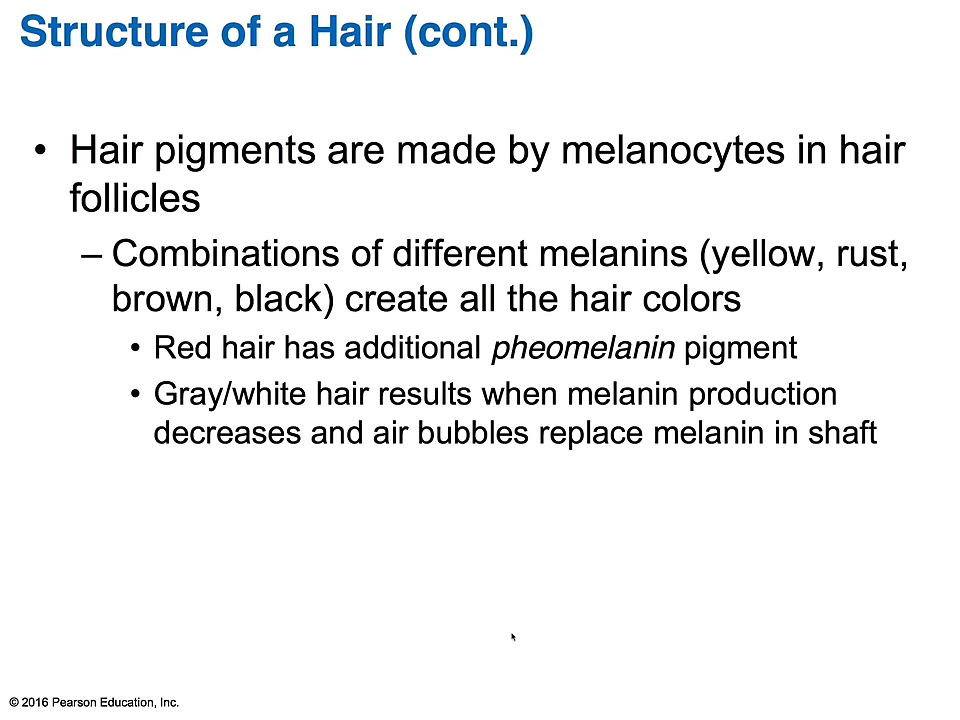 Structure of a Hair (cont.)
• Hair pigments are made by melanocytes in hair
follicles
– Combinations of different melanins (yellow, rust,
brown, black) create all the hair colors
• Red hair has additional pheomelanin pigment
• Gray/white hair results when melanin production
decreases and air bubbles replace melanin in shaft
© 2016 Pearson Education, Inc.